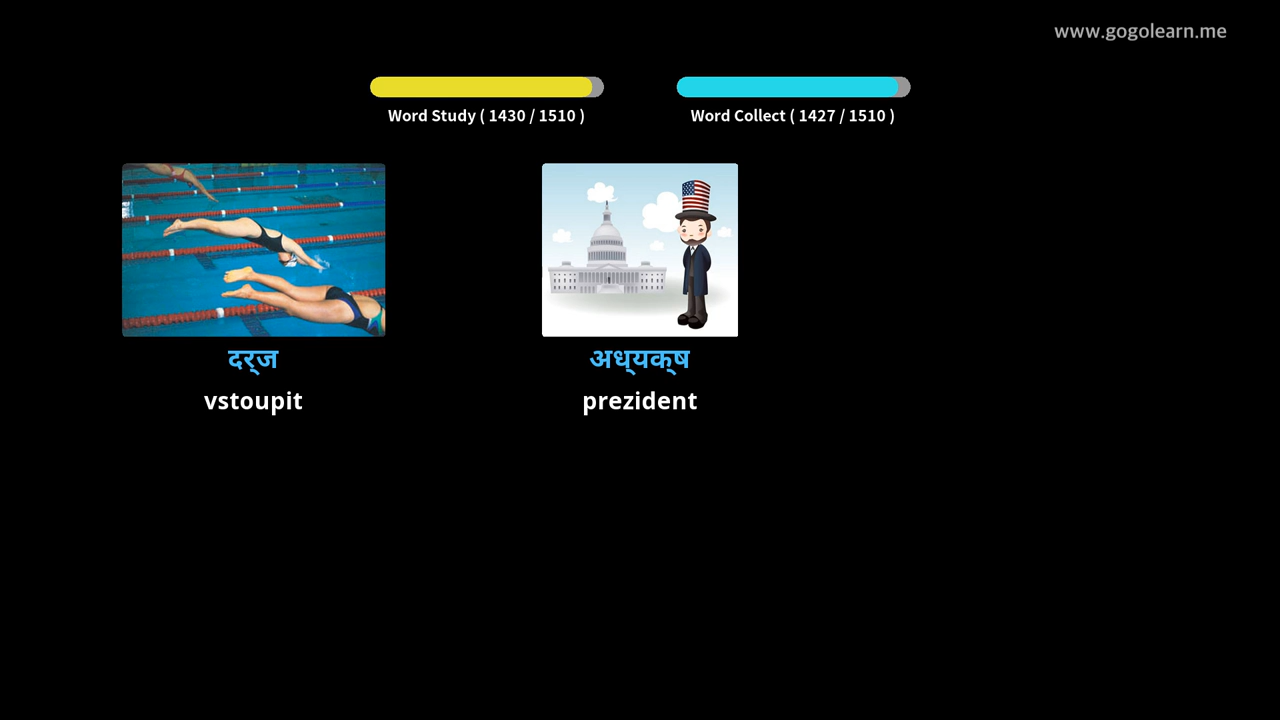 www.gogolearn.me
Word Study ( 1430 / 1510 )
Word Collect ( 1427 / 1510 )
दर्ज
अध्यक्ष
vstoupit
prezident